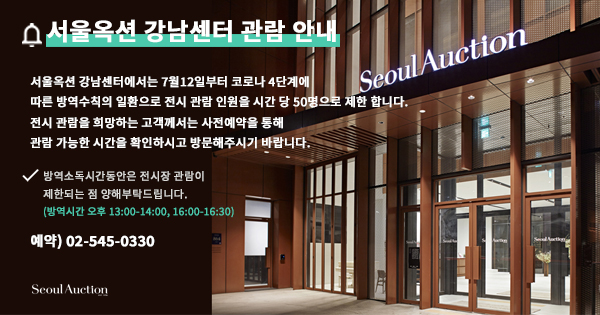 서울옥션 강남센터 관람 안내
서울옥션 강남센터에서는 7월12일부터 코로나 4단계에
따른 방역수칙의 일환으로 전시 관람 인원을 시간 당 50명으로 제한 합니다.
전시 관람을 희망하는 고객께서는 사전예약을 통해
관람 가능한 시간을 확인하시고 방문해주시기 바랍니다.
방역소독시간동안은 전시장 관람이
제한되는 점 양해부탁드립니다.
(방역시간 오후 13:00-14:00, 16:00-16:30)
예약) 02-545-0330
Seoul Auction
Seoul Auction
Seoul Auction
Seoul Auction